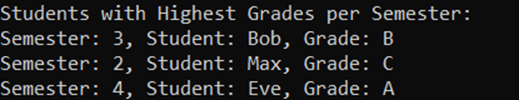 Students with Highest Grades per Semester:
Semester: 3, Student: Bob, Grade: B
Semester: 2, Student: Max, Grade: C
Semester: 4, Student: Eve, Grade: A